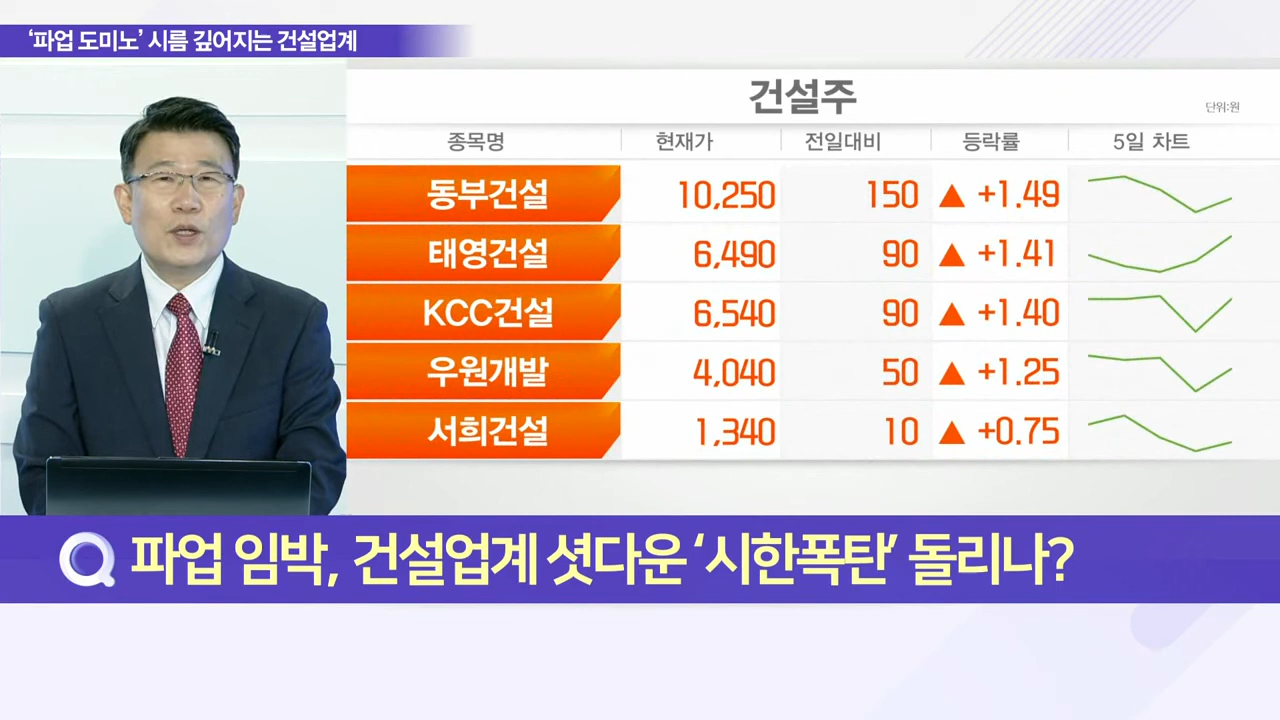 ‘파업 도미노’ 시름 깊어지는 건설업계
건설주
단위:원
종목명 현재가 전일대비 등락률 5일 차트
동부건설 10,250 150 ▲ +1.49
태영건설 6,490 90 ▲ +1.41
KCC건설 6,540 90 ▲ +1.40
우원개발 4,040 50 ▲ +1.25
서희건설 1,340 10 ▲ +0.75
Q 파업 임박, 건설업계 셧다운 ‘시한폭탄’ 돌리나?